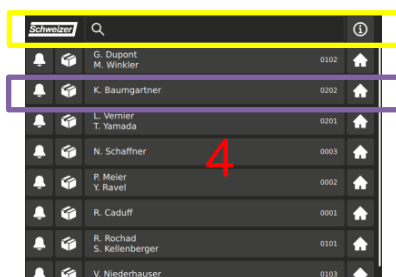 Schweizer
G. Dupont
M. Winkler
0102
K. Baumgartner
0202
L. Vernier
T. Yamada
0201
N. Schaffner
0003
4
P. Meier
Y. Ravel
0002
R. Caduff
0001
R. Rochad
S. Kellenberger
0101
V. Niederhauser
0103